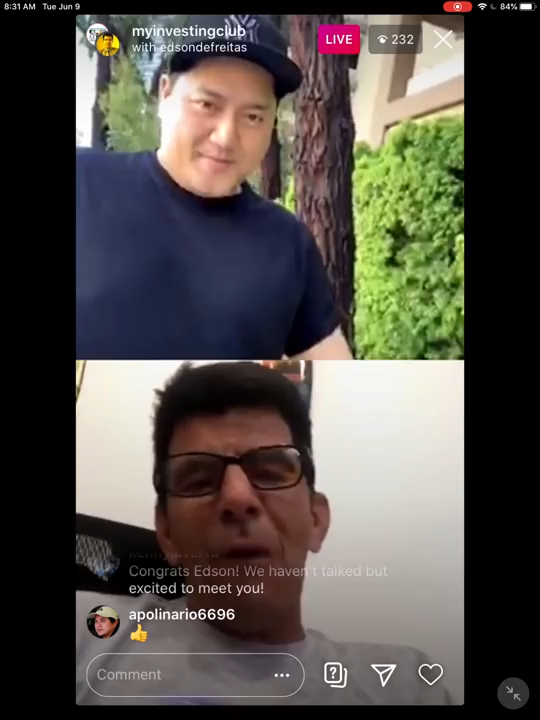 8:31 AM Tue Jun 9
84%
myinvestingclub
with edsondefreitas
LIVE
232
Congrats Edson! We haven't talked but
excited to meet you!
apolinario6696
👍
Comment